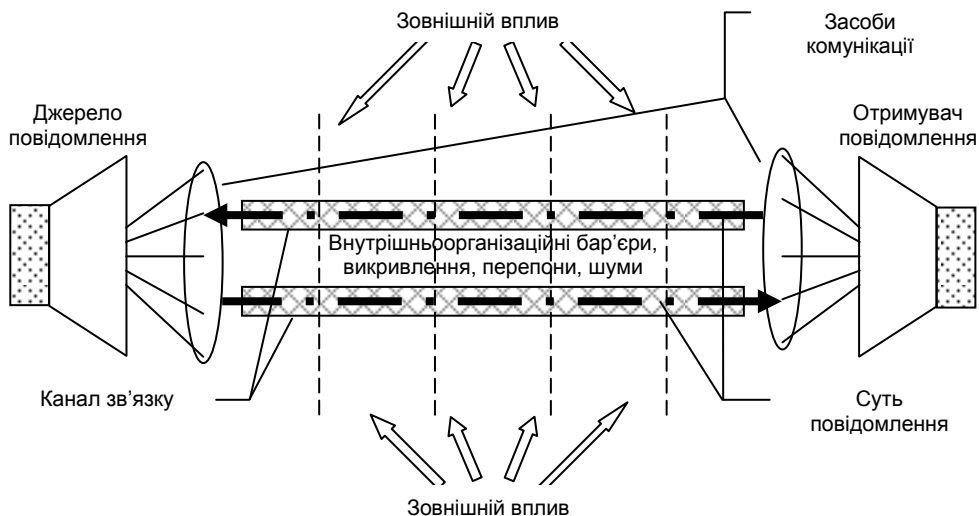 Зовнішній вплив
Засоби
комунікації
Джерело
повідомлення
Отримувач
повідомлення
Внутрішньоорганізаційні бар’єри,
викривлення, перепони, шуми
Канал зв’язку
Суть
повідомлення
Зовнішній вплив